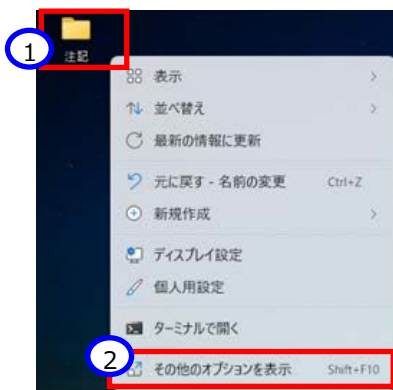 1
注記
表示
並べ替え
最新の情報に更新
元に戻す - 名前の変更 Ctrl+Z
新規作成
ディスプレイ設定
個人用設定
ターミナルで開く
2
その他のオプションを表示 Shift+F10